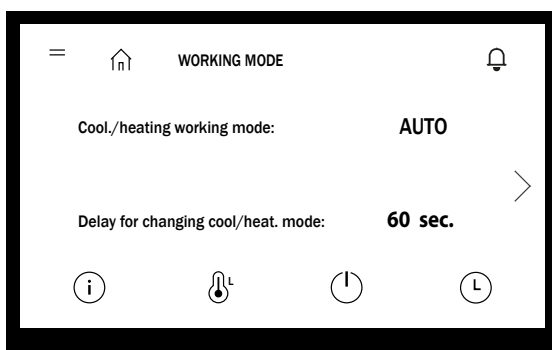 WORKING MODE
Cool./heating working mode: AUTO
Delay for changing cool/heat. mode: 60 sec.
i L L